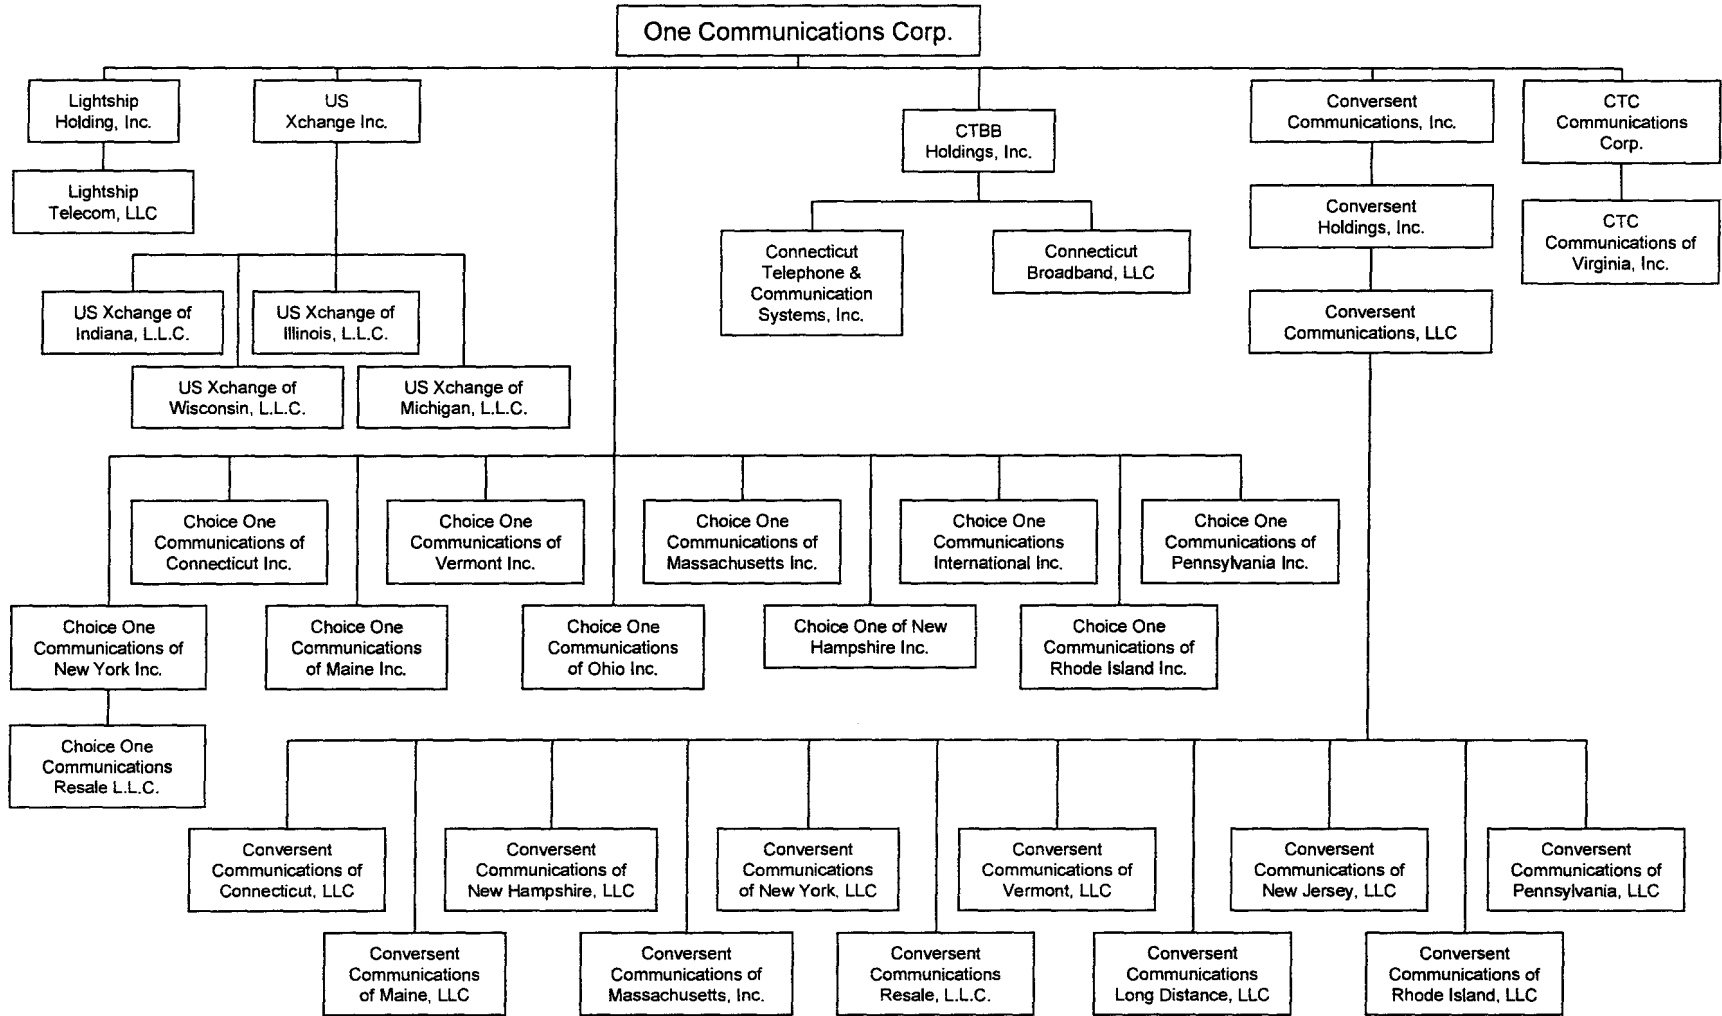 One Communications Corp.
Lightship
Holding, Inc.
US
Xchange Inc.
CTBB
Holdings, Inc.
Conversent
Communications, Inc.
CTC
Communications
Corp.
Lightship
Telecom, LLC
Conversent
Holdings, Inc.
CTC
Communications of
Virginia, Inc.
Connecticut
Telephone &
Communication
Systems, Inc.
Connecticut
Broadband, LLC
US Xchange of
Indiana, L.L.C.
US Xchange of
Illinois, L.L.C.
Conversent
Communications, LLC
US Xchange of
Wisconsin, L.L.C.
US Xchange of
Michigan, L.L.C.
Choice One
Communications of
Connecticut Inc.
Choice One
Communications of
Vermont Inc.
Choice One
Communications of
Massachusetts Inc.
Choice One
Communications
International Inc.
Choice One
Communications of
Pennsylvania Inc.
Choice One
Communications of
New York Inc.
Choice One
Communications
of Maine Inc.
Choice One
Communications
of Ohio Inc.
Choice One of New
Hampshire Inc.
Choice One
Communications of
Rhode Island Inc.
Choice One
Communications
Resale L.L.C.
Conversent
Communications of
Connecticut, LLC
Conversent
Communications of
New Hampshire, LLC
Conversent
Communications
of New York, LLC
Conversent
Communications of
Vermont, LLC
Conversent
Communications of
New Jersey, LLC
Conversent
Communications of
Pennsylvania, LLC
Conversent
Communications
of Maine, LLC
Conversent
Communications of
Massachusetts, Inc.
Conversent
Communications
Resale, L.L.C.
Conversent
Communications
Long Distance, LLC
Conversent
Communications of
Rhode Island, LLC